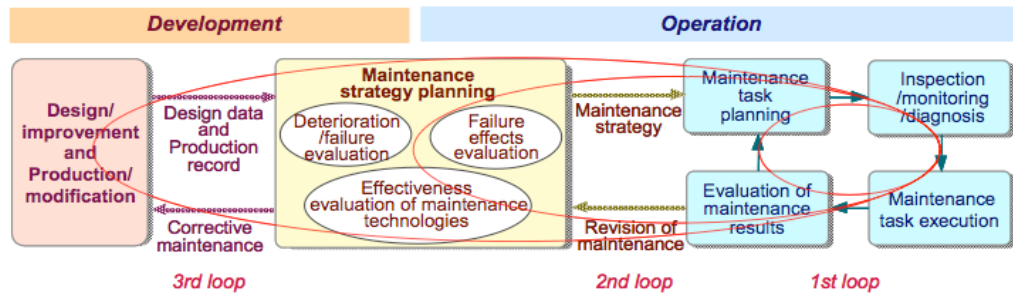 Development
Operation
Design/
improvement
and
Production/
modification
Design data
and
Production
record
Corrective
maintenance
Maintenance
strategy planning
Deterioration
/failure
evaluation
Failure
effects
evaluation
Effectiveness
evaluation of maintenance
technologies
Maintenance
strategy
Revision of
maintenance
Maintenance
task
planning
Inspection
/monitoring
/diagnosis
Evaluation of
maintenance
results
Maintenance
task execution
3rd loop
2nd loop
1st loop